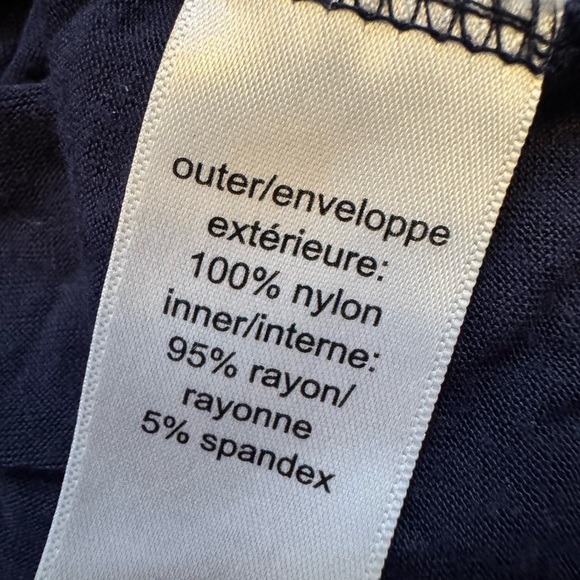 outer/enveloppe
extérieure:
100% nylon
inner/interne:
95% rayon/
rayonne
5% spandex